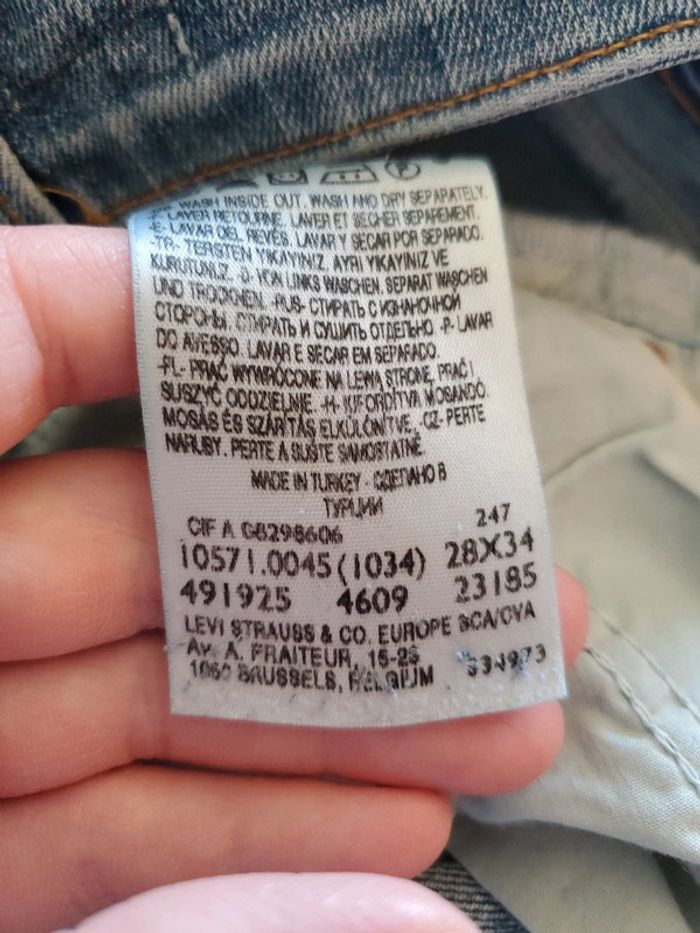 WASH INSIDE OUT. WASH AND DRY SEPARATELY.
LAVER RETOURNE. LAVER ET SECHER SEPAREMENT.
E- LAVAR DEL REVES. LAVAR Y SECAR POR SEPARADO.
TR- TERSTEN YIKAYINIZ, AYRI YIKAYINIZ VE
KURUTUNUZ. D- VON LINKS WASCHEN, SEPARAT WASCHEN
UND TROCKNEN. RUS- СТИРАТЬ С ИЗНАНОЧНОЙ
СТОРОНЫ. СТИРАТЬ И СУШИТЬ ОТДЕЛЬНО -P- LAVAR
DO AVESSO. LAVAR E SECAR EM SEPARADO.
-PL- PRAĆ WYWRÓCONE NA LEWĄ STRONĘ, PRAĆ I
SUSZYĆ ODDZIELNIE. -H- KIFORDÍTVA MOSANDÓ.
MOSÁS ÉS SZÁRÍTÁS ELKÜLÖNÍTVE. -CZ- PERTE
NARUBY. PERTE A SUŠTE SAMOSTATNĚ.
MADE IN TURKEY - СДЕЛАНО В
ТУРЦИИ
CIF A G8298606 247
10571.0045 (1034) 28X34
491925 4609 23185
LEVI STRAUSS & CO. EUROPE SCA/CVA
Av. A. FRAITEUR, 15-23
1050 BRUSSELS, BELGIUM 334973